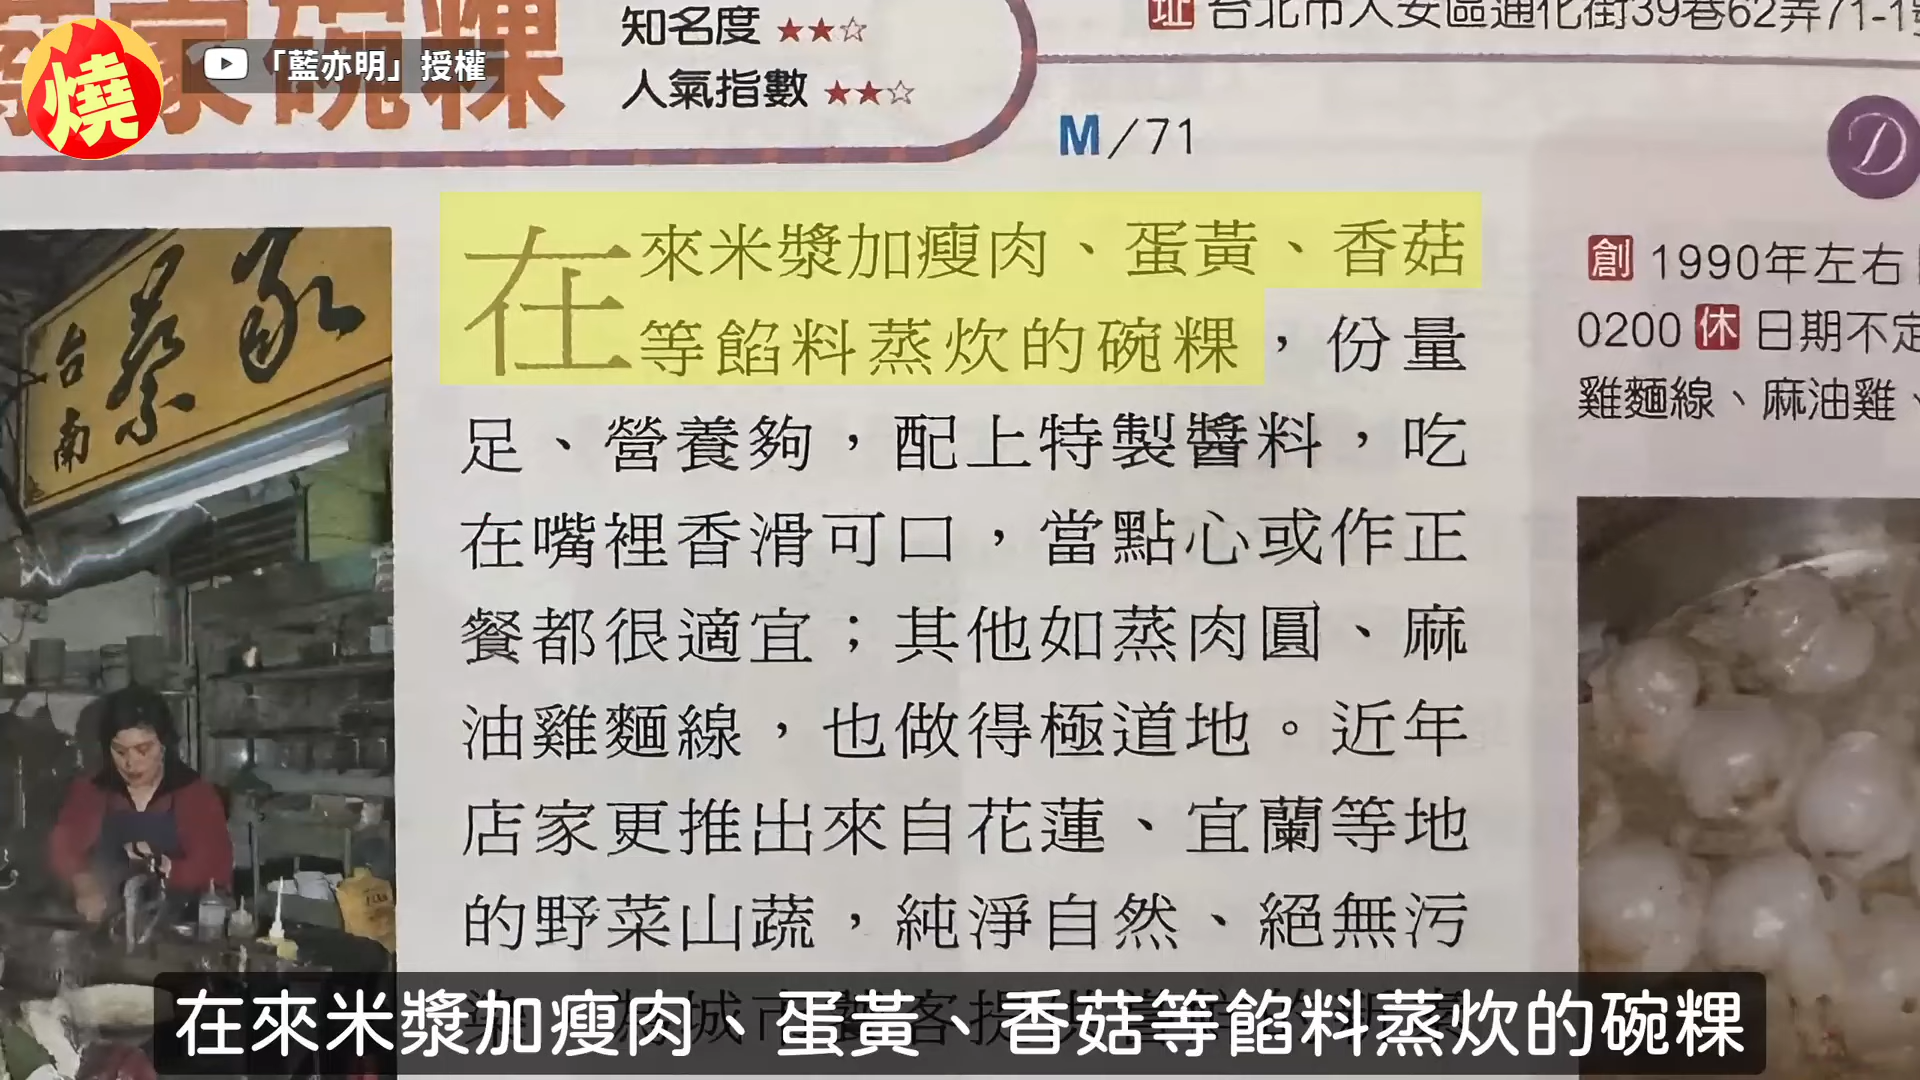 燒
「藍亦明」授權
家碗粿
知名度 ★★☆
人氣指數 ★★☆
址 台北市大安區通化街39巷62弄71-1號
M/71
D
台南
蔡家
在來米漿加瘦肉、蛋黃、香菇
等餡料蒸炊的碗粿，份量
足、營養夠，配上特製醬料，吃
在嘴裡香滑可口，當點心或作正
餐都很適宜；其他如蒸肉圓、麻
油雞麵線，也做得極道地。近年
店家更推出來自花蓮、宜蘭等地
的野菜山蔬，純淨自然、絕無污
創 1990年左右
0200 休 日期不定
雞麵線、麻油雞、
在來米漿加瘦肉、蛋黃、香菇等餡料蒸炊的碗粿